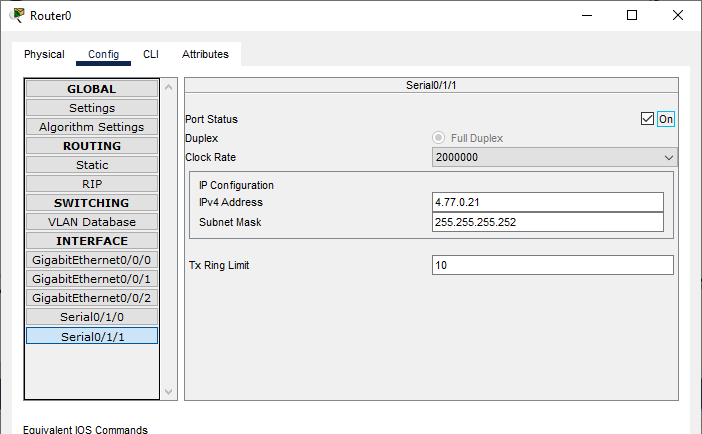 Router0
Physical Config CLI Attributes
GLOBAL
Settings
Algorithm Settings
ROUTING
Static
RIP
SWITCHING
VLAN Database
INTERFACE
GigabitEthernet0/0/0
GigabitEthernet0/0/1
GigabitEthernet0/0/2
Serial0/1/0
Serial0/1/1
Serial0/1/1
Port Status On
Duplex Full Duplex
Clock Rate 2000000
IP Configuration
IPv4 Address 4.77.0.21
Subnet Mask 255.255.255.252
Tx Ring Limit 10
Equivalent IOS Commands